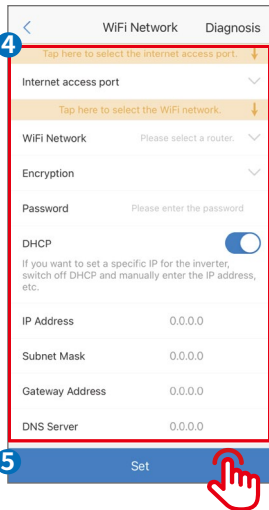 WiFi Network Diagnosis
4
Tap here to select the internet access port.
Internet access port
Tap here to select the WiFi network.
WiFi Network Please select a router.
Encryption
Password Please enter the password
DHCP
If you want to set a specific IP for the inverter,
switch off DHCP and manually enter the IP address,
etc.
IP Address 0.0.0.0
Subnet Mask 0.0.0.0
Gateway Address 0.0.0.0
DNS Server 0.0.0.0
5
Set